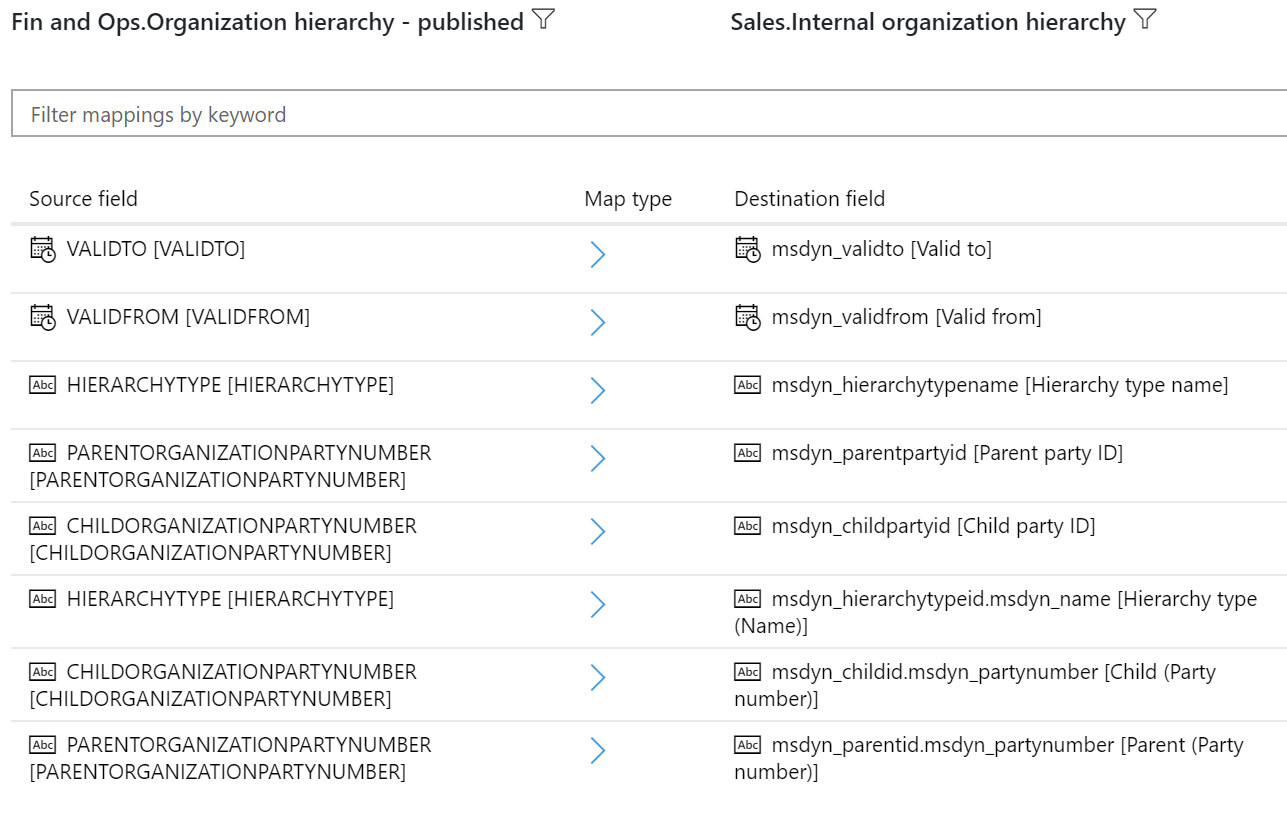 Fin and Ops.Organization hierarchy - published Sales.Internal organization hierarchy
Filter mappings by keyword
Source field Map type Destination field
VALIDTO [VALIDTO] msdyn_validto [Valid to]
VALIDFROM [VALIDFROM] msdyn_validfrom [Valid from]
Abc HIERARCHYTYPE [HIERARCHYTYPE] Abc msdyn_hierarchytypename [Hierarchy type name]
Abc PARENTORGANIZATIONPARTYNUMBER Abc msdyn_parentpartyid [Parent party ID]
[PARENTORGANIZATIONPARTYNUMBER]
Abc CHILDORGANIZATIONPARTYNUMBER Abc msdyn_childpartyid [Child party ID]
[CHILDORGANIZATIONPARTYNUMBER]
Abc HIERARCHYTYPE [HIERARCHYTYPE] Abc msdyn_hierarchytypeid.msdyn_name [Hierarchy type
(Name)]
Abc CHILDORGANIZATIONPARTYNUMBER Abc msdyn_childid.msdyn_partynumber [Child (Party
[CHILDORGANIZATIONPARTYNUMBER] number)]
Abc PARENTORGANIZATIONPARTYNUMBER Abc msdyn_parentid.msdyn_partynumber [Parent (Party
[PARENTORGANIZATIONPARTYNUMBER] number)]